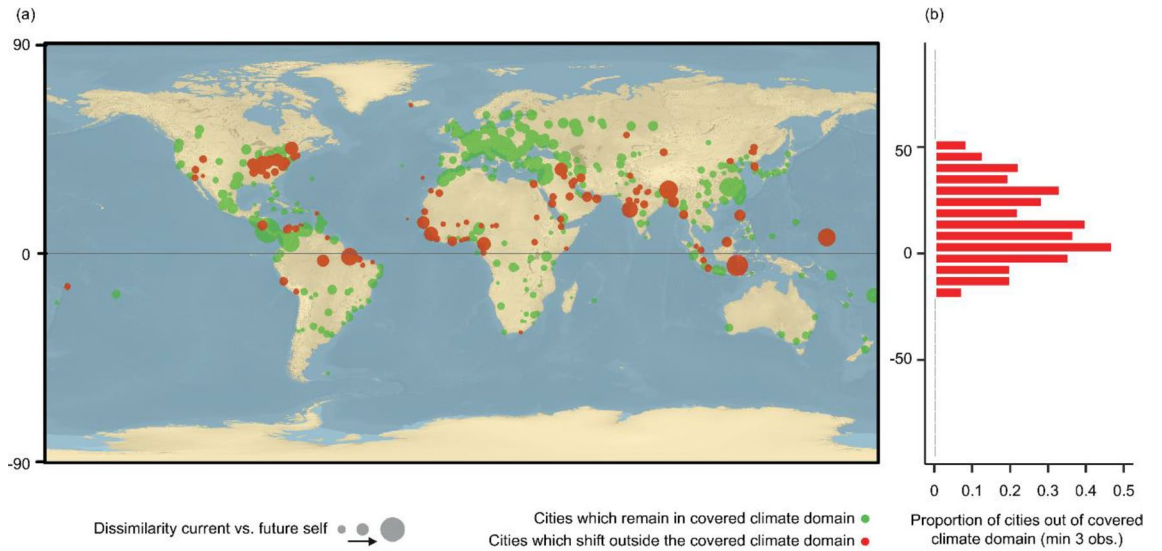 (a)
(b)
90
0
-90
50
0
-50
0
0.1
0.2
0.3
0.4
0.5
Proportion of cities out of covered
climate domain (min 3 obs.)
Dissimilarity current vs. future self
Cities which remain in covered climate domain
Cities which shift outside the covered climate domain